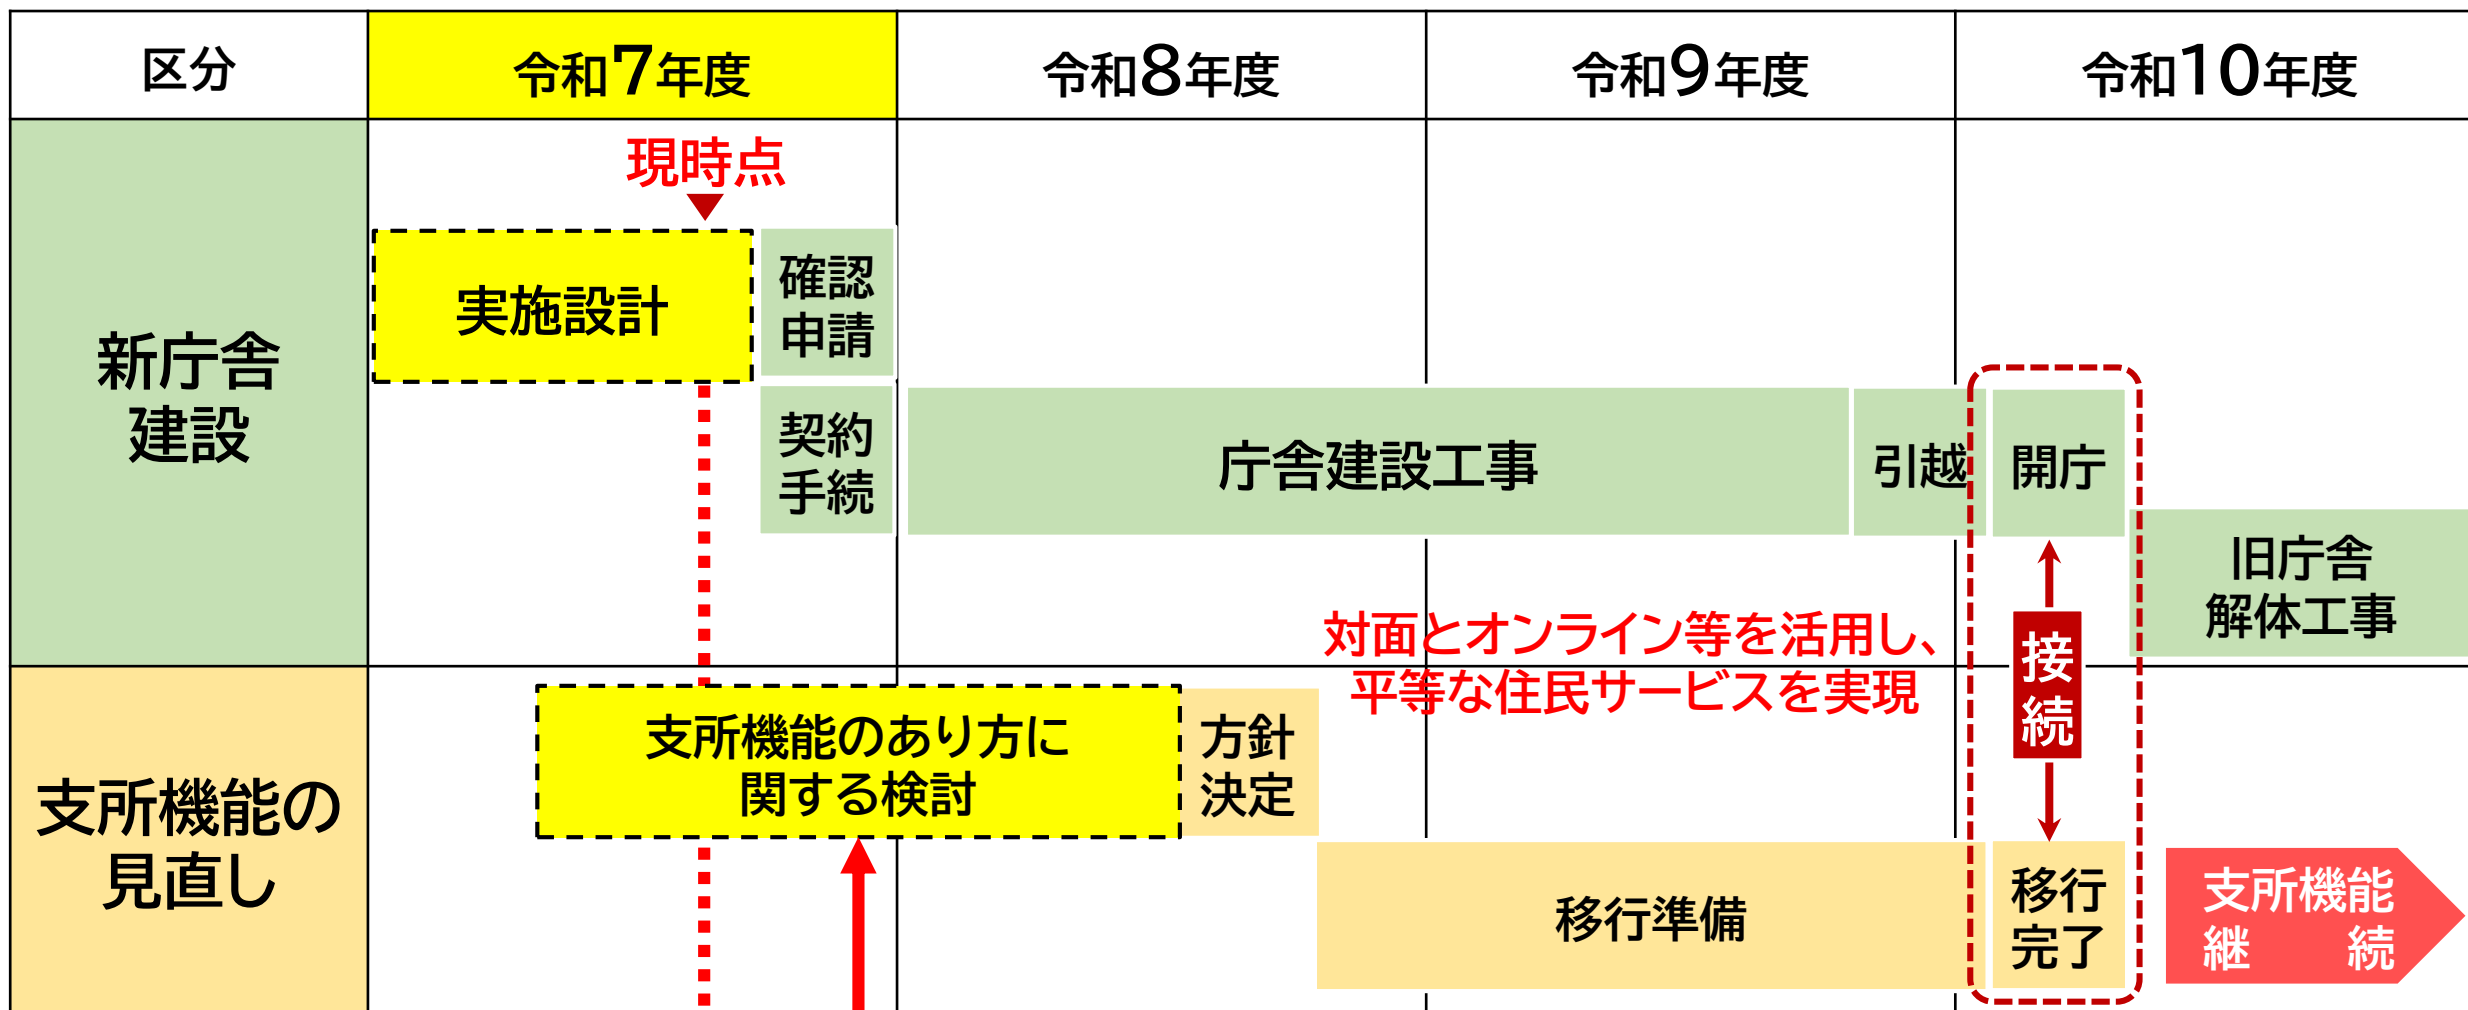 区分
令和7年度
令和8年度
令和9年度
令和10年度
新庁舎
建設
現時点
実施設計
確認
申請
契約
手続
庁舎建設工事
引越
開庁
旧庁舎
解体工事
接
続
対面とオンライン等を活用し、
平等な住民サービスを実現
支所機能の
見直し
支所機能のあり方に
関する検討
方針
決定
移行準備
移行
完了
支所機能
継　続